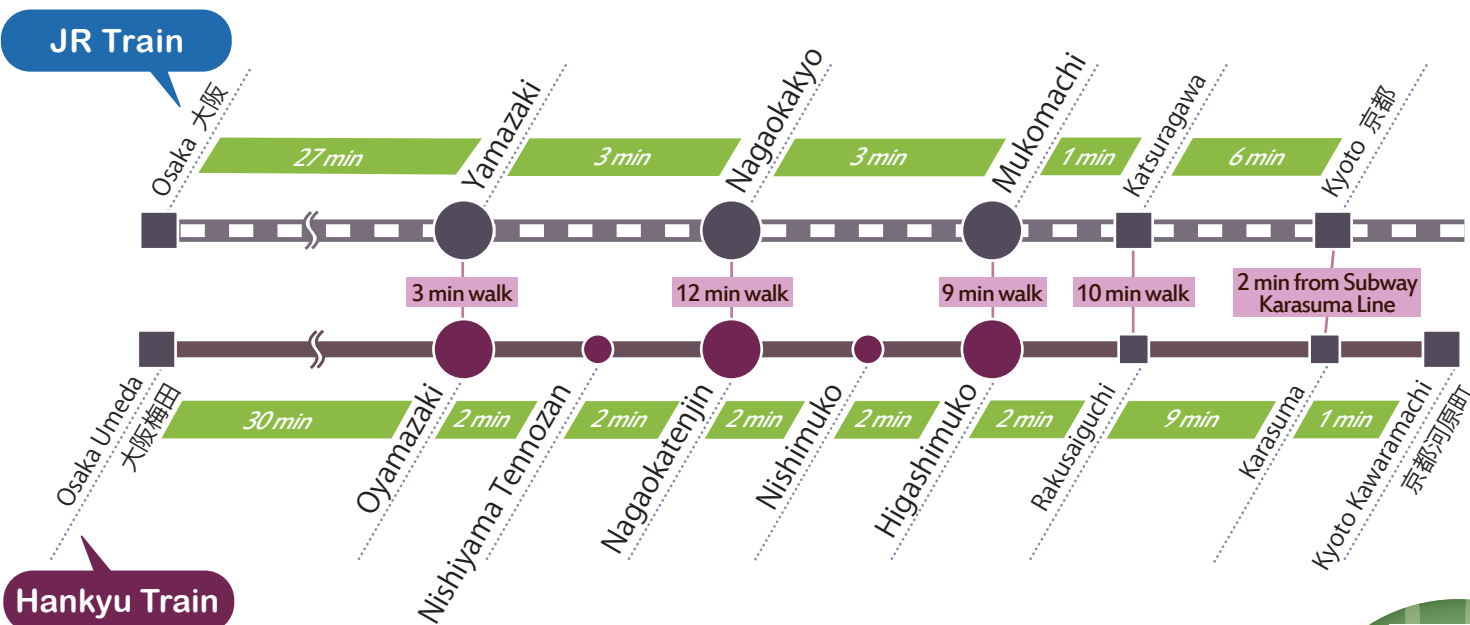 JR Train
Osaka 大阪
Yamazaki
Nagaokakyo
Mukomachi
Katsuragawa
Kyoto 京都
27 min
3 min
3 min
1 min
6 min
3 min walk
12 min walk
9 min walk
10 min walk
2 min from Subway
Karasuma Line
30 min
2 min
2 min
2 min
2 min
2 min
9 min
1 min
Osaka Umeda
大阪梅田
Oyamazaki
Nishiyama Tennozan
Nagaokatenjin
Nishimuko
Higashimuko
Rakusaiguchi
Karasuma
Kyoto Kawaramachi
京都河原町
Hankyu Train